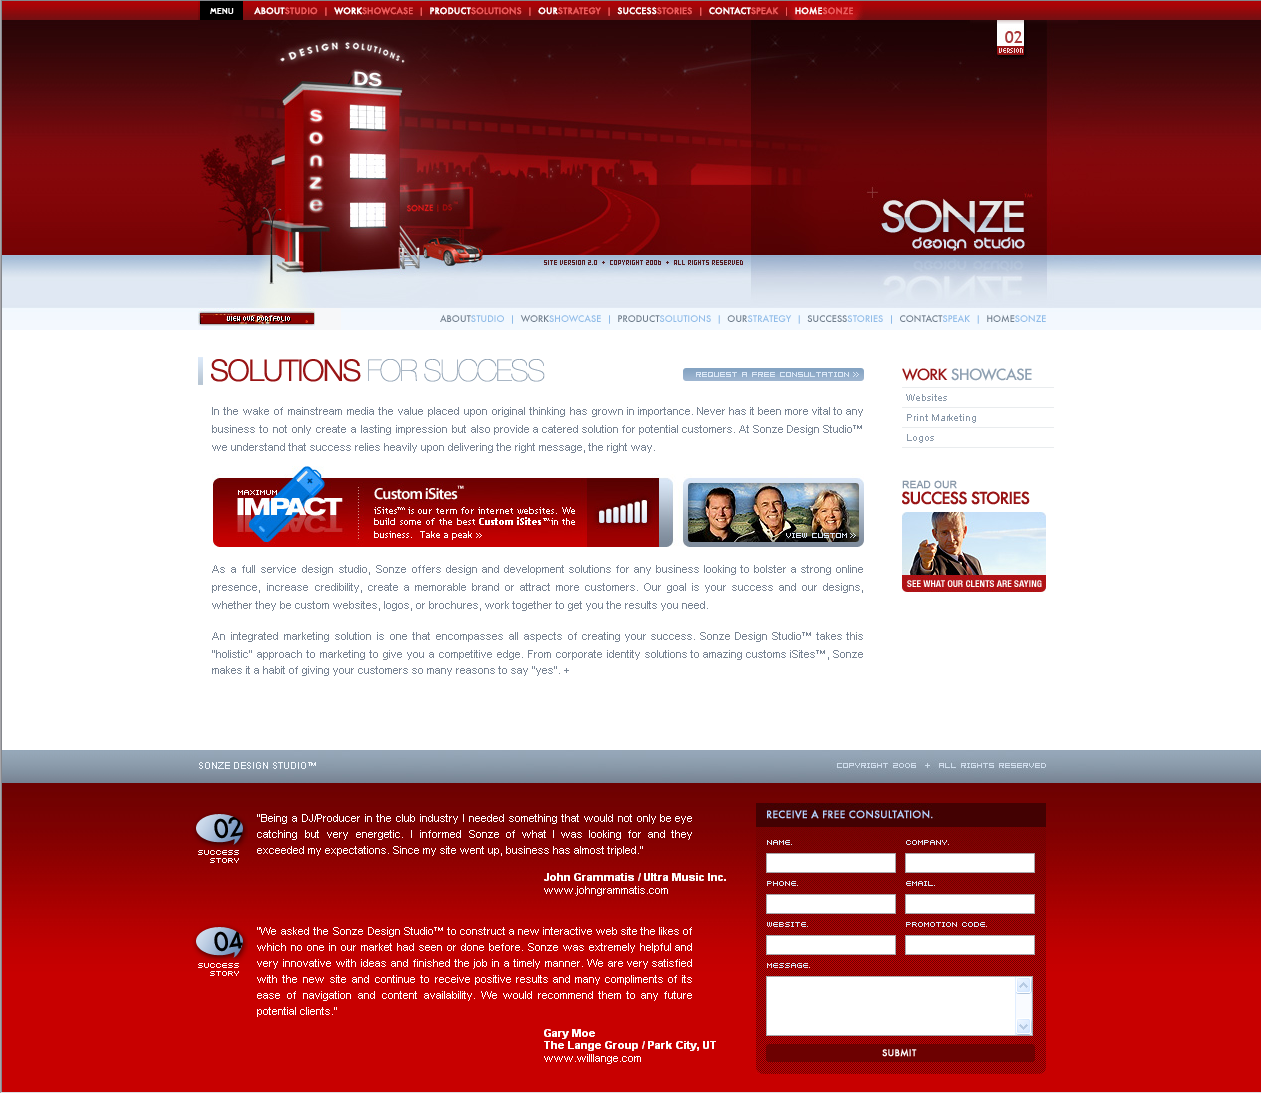 MENU ABOUTSTUDIO | WORKSHOWCASE | PRODUCTSOLUTIONS | OURSTRATEGY | SUCCESSSTORIES | CONTACTSPEAK | HOMESONZE
02
VERSION
• DESIGN SOLUTIONS •
DS
sonze
SONZE | DS
SONZE™
design studio
SITE VERSION 2.0 + COPYRIGHT 2006 + ALL RIGHTS RESERVED
VIEW OUR PORTFOLIO
ABOUTSTUDIO | WORKSHOWCASE | PRODUCTSOLUTIONS | OURSTRATEGY | SUCCESSSTORIES | CONTACTSPEAK | HOMESONZE
SOLUTIONS FOR SUCCESS
REQUEST A FREE CONSULTATION >>
In the wake of mainstream media the value placed upon original thinking has grown in importance. Never has it been more vital to any
business to not only create a lasting impression but also provide a catered solution for potential customers. At Sonze Design Studio™
we understand that success relies heavily upon delivering the right message, the right way.
WORK SHOWCASE
Websites
Print Marketing
Logos
MAXIMUM
IMPACT
Custom iSites™
iSites™ is our term for internet websites. We
build some of the best Custom iSites™ in the
business. Take a peak >>
VIEW CUSTOM >>
READ OUR
SUCCESS STORIES
SEE WHAT OUR CLENTS ARE SAYING
As a full service design studio, Sonze offers design and development solutions for any business looking to bolster a strong online
presence, increase credibility, create a memorable brand or attract more customers. Our goal is your success and our designs,
whether they be custom websites, logos, or brochures, work together to get you the results you need.
An integrated marketing solution is one that encompasses all aspects of creating your success. Sonze Design Studio™ takes this
"holistic" approach to marketing to give you a competitive edge. From corporate identity solutions to amazing customs iSites™, Sonze
makes it a habit of giving your customers so many reasons to say "yes". +
SONZE DESIGN STUDIO™
COPYRIGHT 2006 + ALL RIGHTS RESERVED
02
SUCCESS
STORY
"Being a DJ/Producer in the club industry I needed something that would not only be eye
catching but very energetic. I informed Sonze of what I was looking for and they
exceeded my expectations. Since my site went up, business has almost tripled."
John Grammatis / Ultra Music Inc.
www.johngrammatis.com
04
SUCCESS
STORY
"We asked the Sonze Design Studio™ to construct a new interactive web site the likes of
which no one in our market had seen or done before. Sonze was extremely helpful and
very innovative with ideas and finished the job in a timely manner. We are very satisfied
with the new site and continue to receive positive results and many compliments of its
ease of navigation and content availability. We would recommend them to any future
potential clients."
Gary Moe
The Lange Group / Park City, UT
www.willlange.com
RECEIVE A FREE CONSULTATION.
NAME. COMPANY.
PHONE. EMAIL.
WEBSITE. PROMOTION CODE.
MESSAGE.
SUBMIT